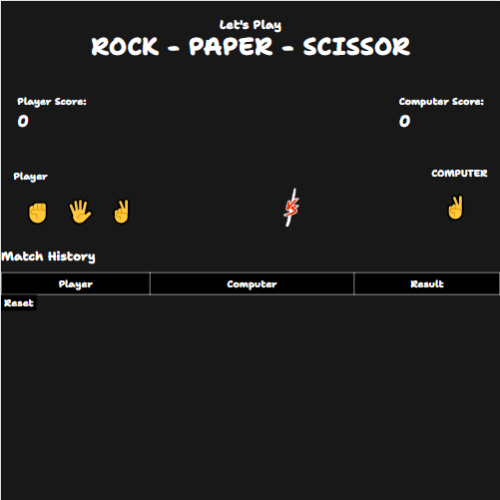 Let's Play
ROCK - PAPER - SCISSOR
Player Score:
0
Computer Score:
0
Player
COMPUTER
VS
Match History
Player Computer Result
Reset